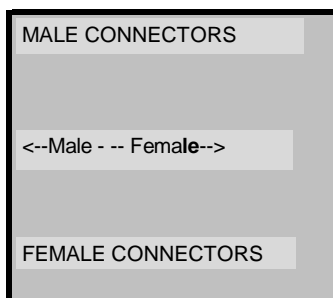 MALE CONNECTORS
<--Male - -- Female-->
FEMALE CONNECTORS